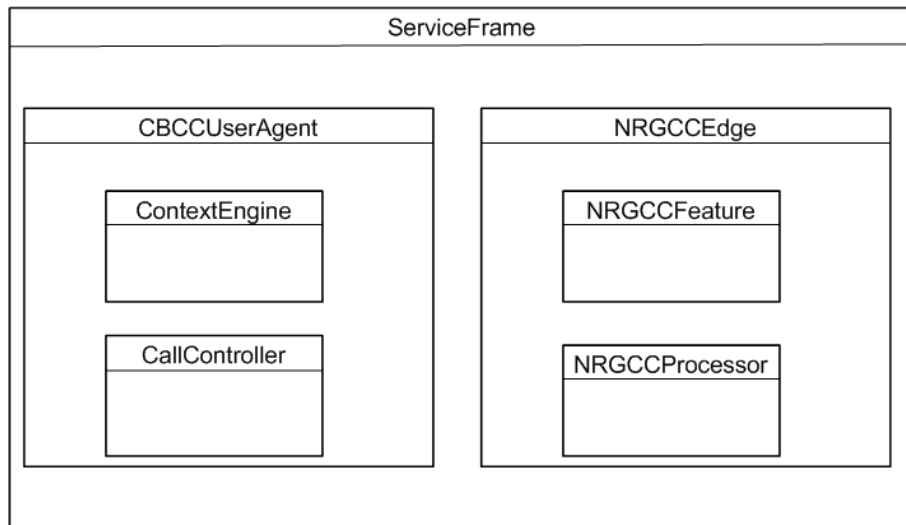 ServiceFrame
CBCCUserAgent
NRGCCEdge
ContextEngine
NRGCCFeature
CallController
NRGCCProcessor